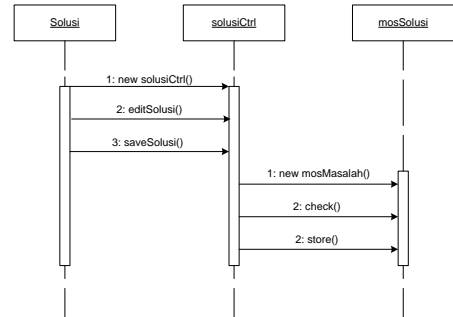 Solusi
solusiCtrl
mosSolusi
1: new solusiCtrl()
2: editSolusi()
3: saveSolusi()
1: new mosMasalah()
2: check()
2: store()